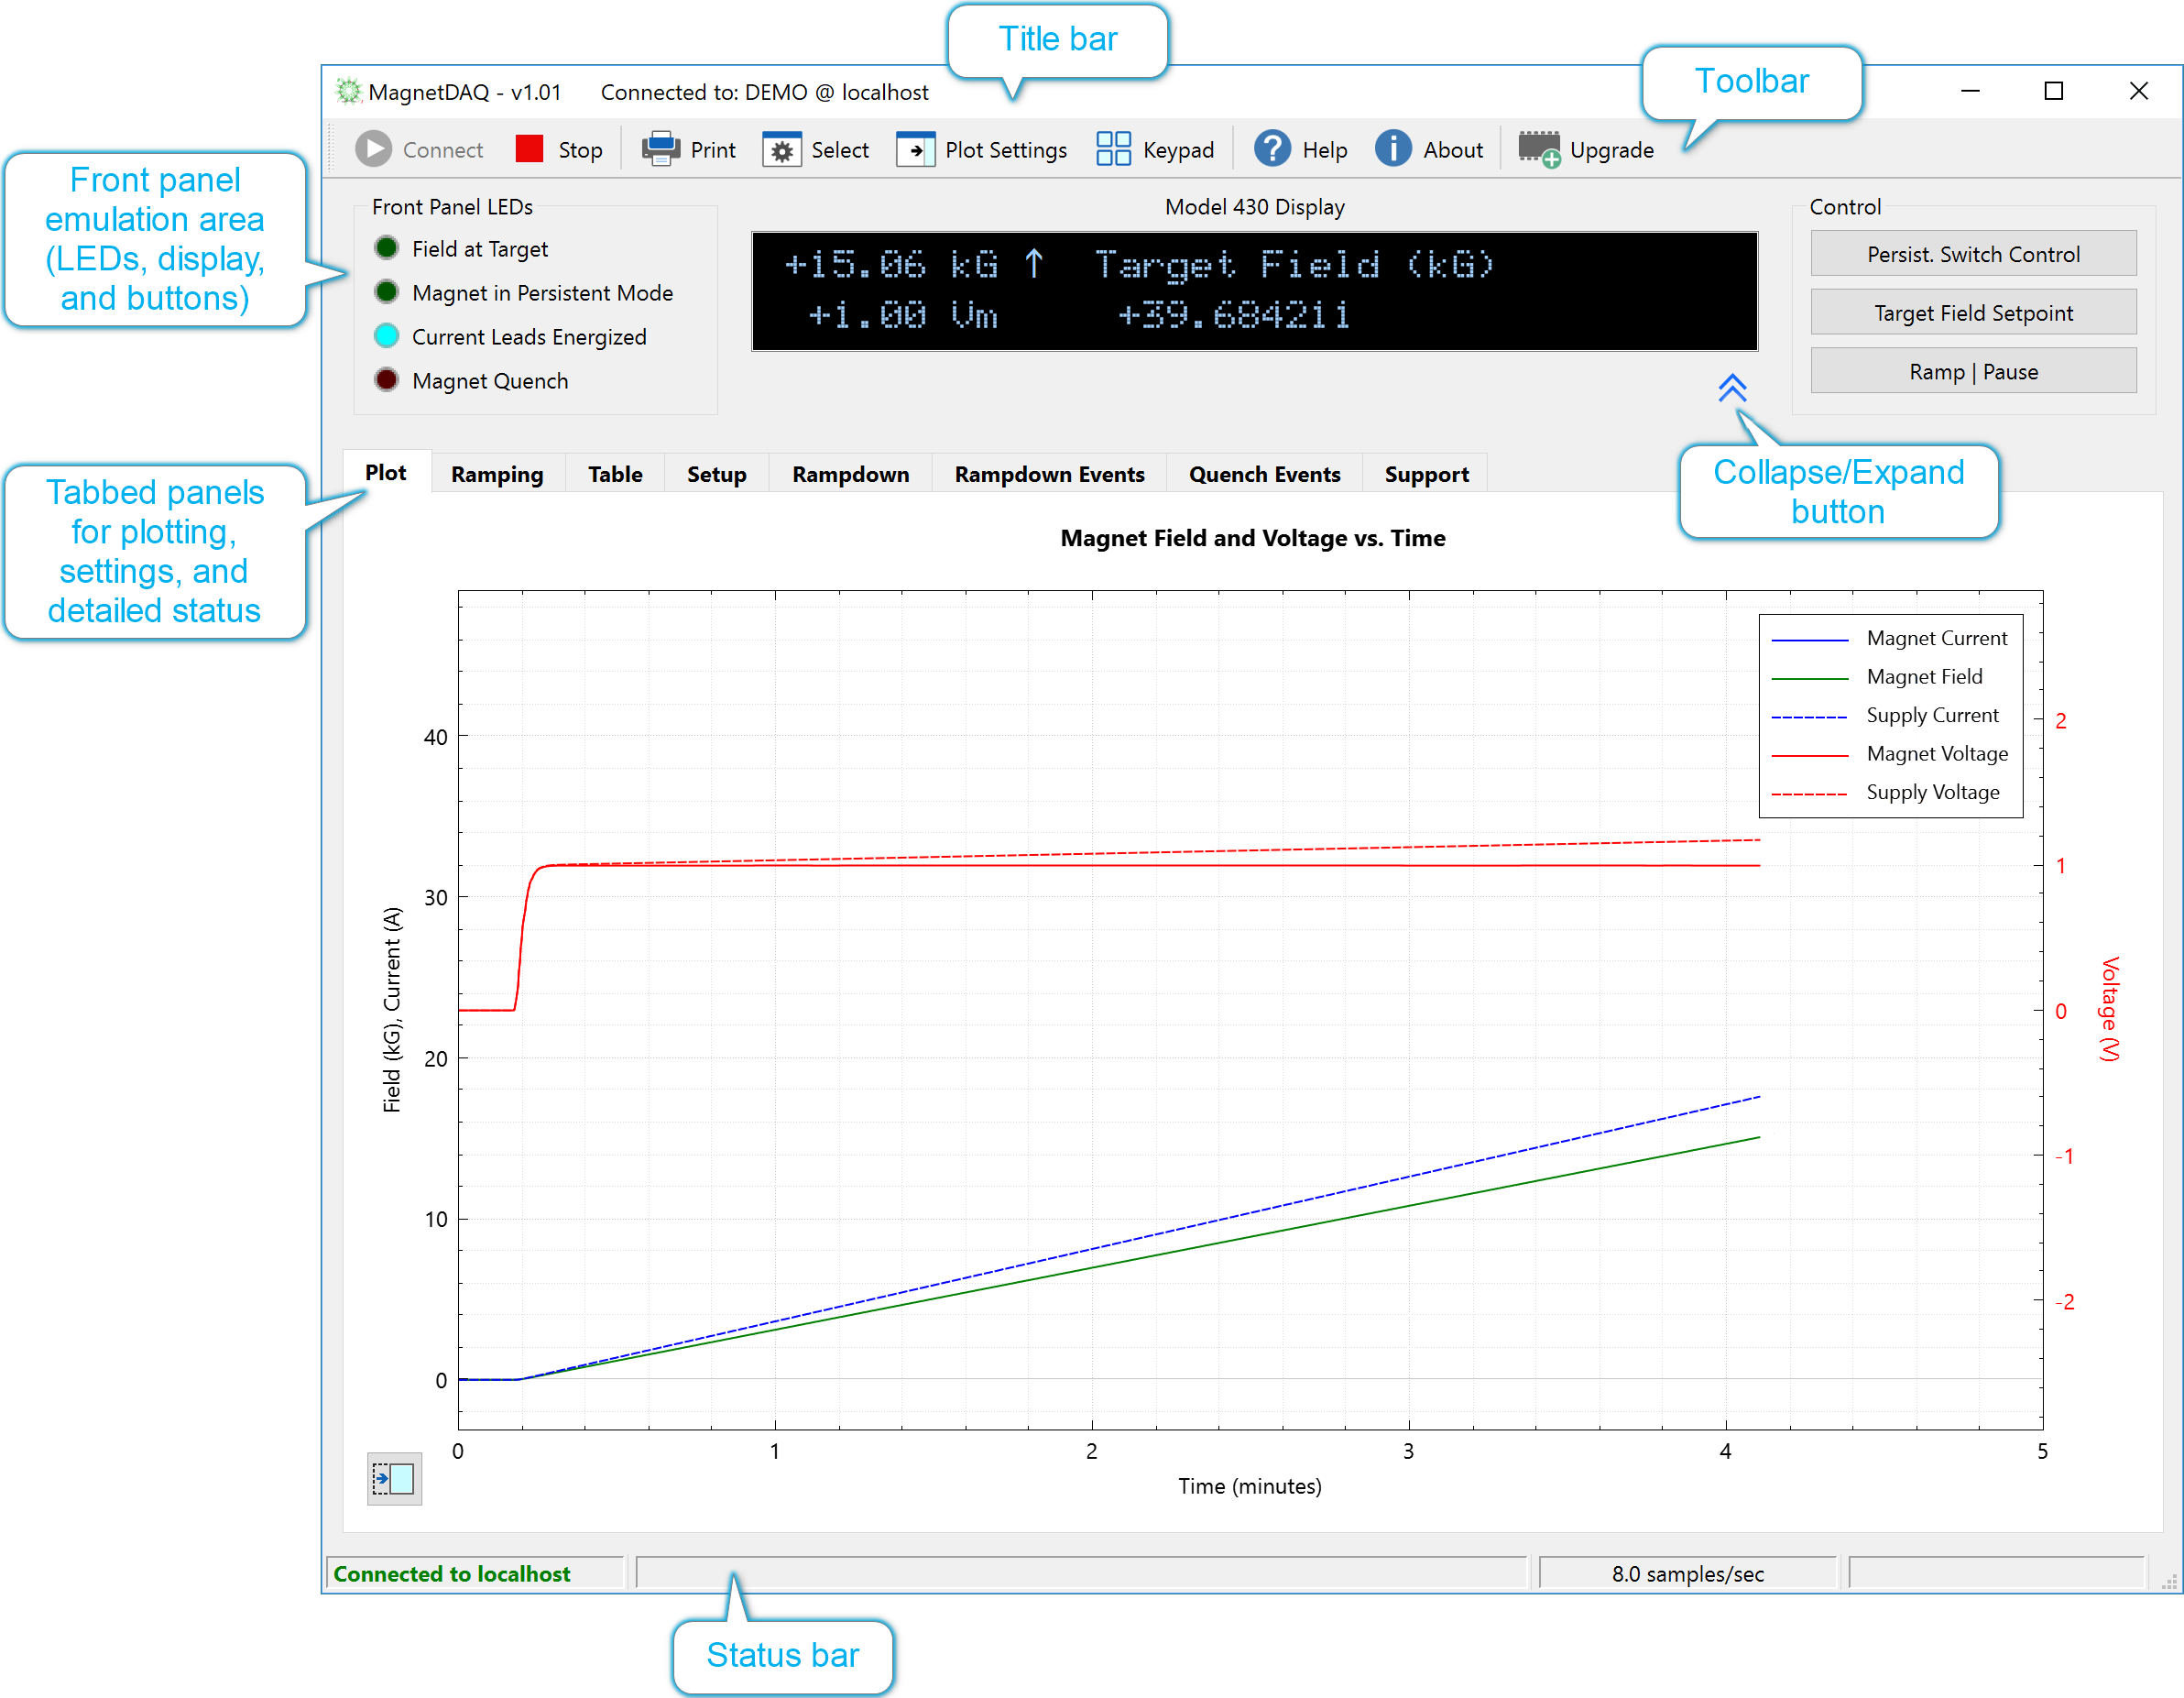 Title bar
Toolbar
MagnetDAQ - v1.01 Connected to: DEMO @ localhost
Connect Stop Print Select Plot Settings Keypad Help About Upgrade
Front panel
emulation area
(LEDs, display,
and buttons)
Front Panel LEDs
Field at Target
Magnet in Persistent Mode
Current Leads Energized
Magnet Quench
Model 430 Display
+15.06 kG ↑ Target Field (kG)
+1.00 Vm +39.684211
Control
Persist. Switch Control
Target Field Setpoint
Ramp | Pause
Collapse/Expand
button
Tabbed panels
for plotting,
settings, and
detailed status
Plot Ramping Table Setup Rampdown Rampdown Events Quench Events Support
Magnet Field and Voltage vs. Time
Magnet Current
Magnet Field
Supply Current
Magnet Voltage
Supply Voltage
Field (kG), Current (A)
40
30
20
10
0
2
1
0
-1
-2
Voltage (V)
0 1 2 3 4 5
Time (minutes)
Connected to localhost 8.0 samples/sec
Status bar